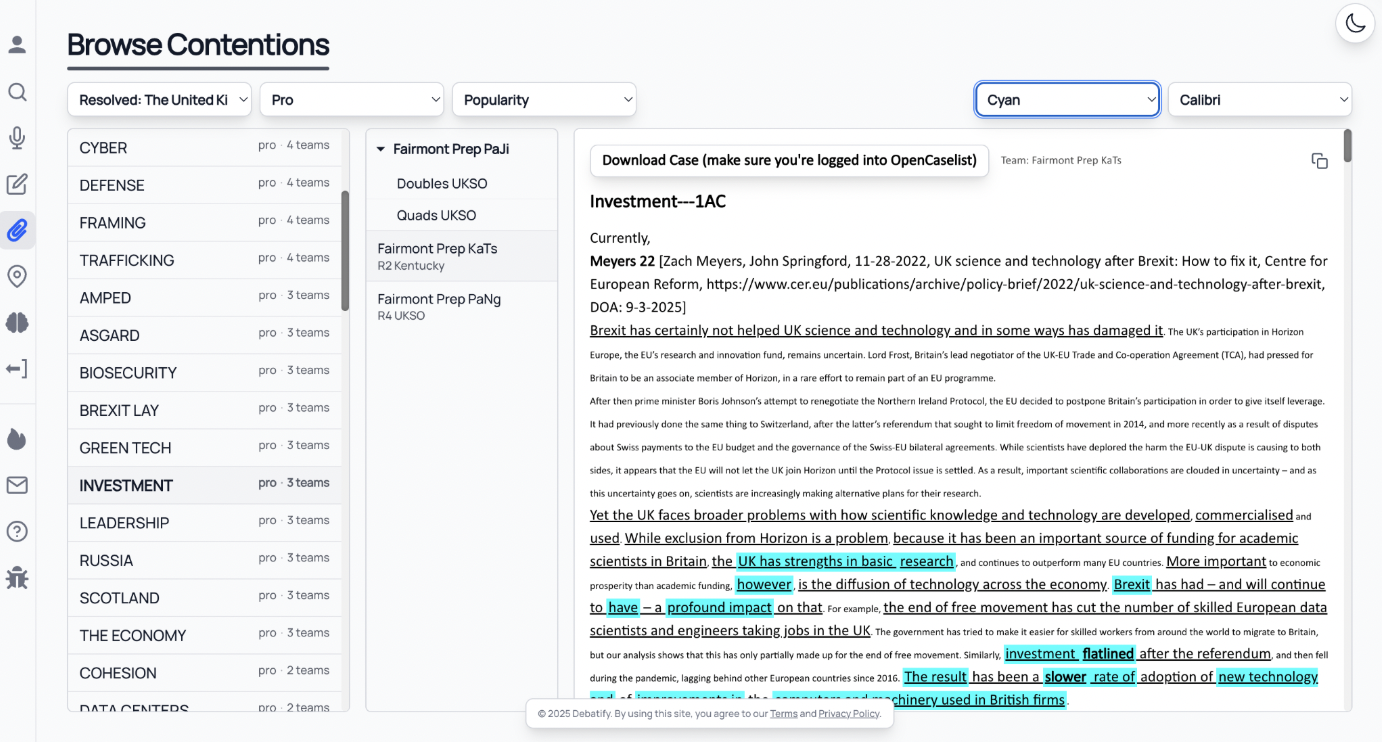 Browse Contentions
Resolved: The United Ki
Pro
Popularity
Cyan
Calibri
CYBER pro · 4 teams
DEFENSE pro · 4 teams
FRAMING pro · 4 teams
TRAFFICKING pro · 4 teams
AMPED pro · 3 teams
ASGARD pro · 3 teams
BIOSECURITY pro · 3 teams
BREXIT LAY pro · 3 teams
GREEN TECH pro · 3 teams
INVESTMENT pro · 3 teams
LEADERSHIP pro · 3 teams
RUSSIA pro · 3 teams
SCOTLAND pro · 3 teams
THE ECONOMY pro · 3 teams
COHESION pro · 2 teams
DATA CENTERS pro · 2 teams
Fairmont Prep PaJi
Doubles UKSO
Quads UKSO
Fairmont Prep KaTs
R2 Kentucky
Fairmont Prep PaNg
R4 UKSO
Download Case (make sure you're logged into OpenCaselist) Team: Fairmont Prep KaTs
Investment---1AC
Currently,
Meyers 22 [Zach Meyers, John Springford, 11-28-2022, UK science and technology after Brexit: How to fix it, Centre for
European Reform, https://www.cer.eu/publications/archive/policy-brief/2022/uk-science-and-technology-after-brexit,
DOA: 9-3-2025]
Brexit has certainly not helped UK science and technology and in some ways has damaged it. The UK's participation in Horizon
Europe, the EU's research and innovation fund, remains uncertain. Lord Frost, Britain's lead negotiator of the UK-EU Trade and Co-operation Agreement (TCA), had pressed for
Britain to be an associate member of Horizon, in a rare effort to remain part of an EU programme.
After then prime minister Boris Johnson's attempt to renegotiate the Northern Ireland Protocol, the EU decided to postpone Britain's participation in order to give itself leverage.
It had previously done the same thing to Switzerland, after the latter's referendum that sought to limit freedom of movement in 2014, and more recently as a result of disputes
about Swiss payments to the EU budget and the governance of the Swiss-EU bilateral agreements. While scientists have deplored the harm the EU-UK dispute is causing to both
sides, it appears that the EU will not let the UK join Horizon until the Protocol issue is settled. As a result, important scientific collaborations are clouded in uncertainty – and as
this uncertainty goes on, scientists are increasingly making alternative plans for their research.
Yet the UK faces broader problems with how scientific knowledge and technology are developed, commercialised and
used. While exclusion from Horizon is a problem, because it has been an important source of funding for academic
scientists in Britain, the UK has strengths in basic research, and continues to outperform many EU countries. More important to economic
prosperity than academic funding, however, is the diffusion of technology across the economy. Brexit has had – and will continue
to have – a profound impact on that. For example, the end of free movement has cut the number of skilled European data
scientists and engineers taking jobs in the UK. The government has tried to make it easier for skilled workers from around the world to migrate to Britain,
but our analysis shows that this has only partially made up for the end of free movement. Similarly, investment flatlined after the referendum, and then fell
during the pandemic, lagging behind other European countries since 2016. The result has been a slower rate of adoption of new technology
and of improvements in the computers and machinery used in British firms.
© 2025 Debatify. By using this site, you agree to our Terms and Privacy Policy.